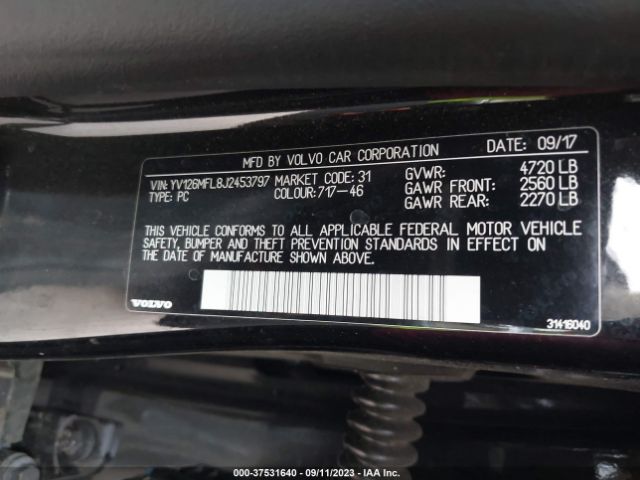 MFD BY VOLVO CAR CORPORATION DATE: 09/17
VIN: YV126MFL8J2453797 MARKET CODE: 31 GVWR: 4720 LB
TYPE: PC COLOUR: 717-46 GAWR FRONT: 2560 LB
GAWR REAR: 2270 LB
THIS VEHICLE CONFORMS TO ALL APPLICABLE FEDERAL MOTOR VEHICLE
SAFETY, BUMPER AND THEFT PREVENTION STANDARDS IN EFFECT ON
THE DATE OF MANUFACTURE SHOWN ABOVE.
VOLVO 31416040
000-37531640 - 09/11/2023 - IAA Inc.